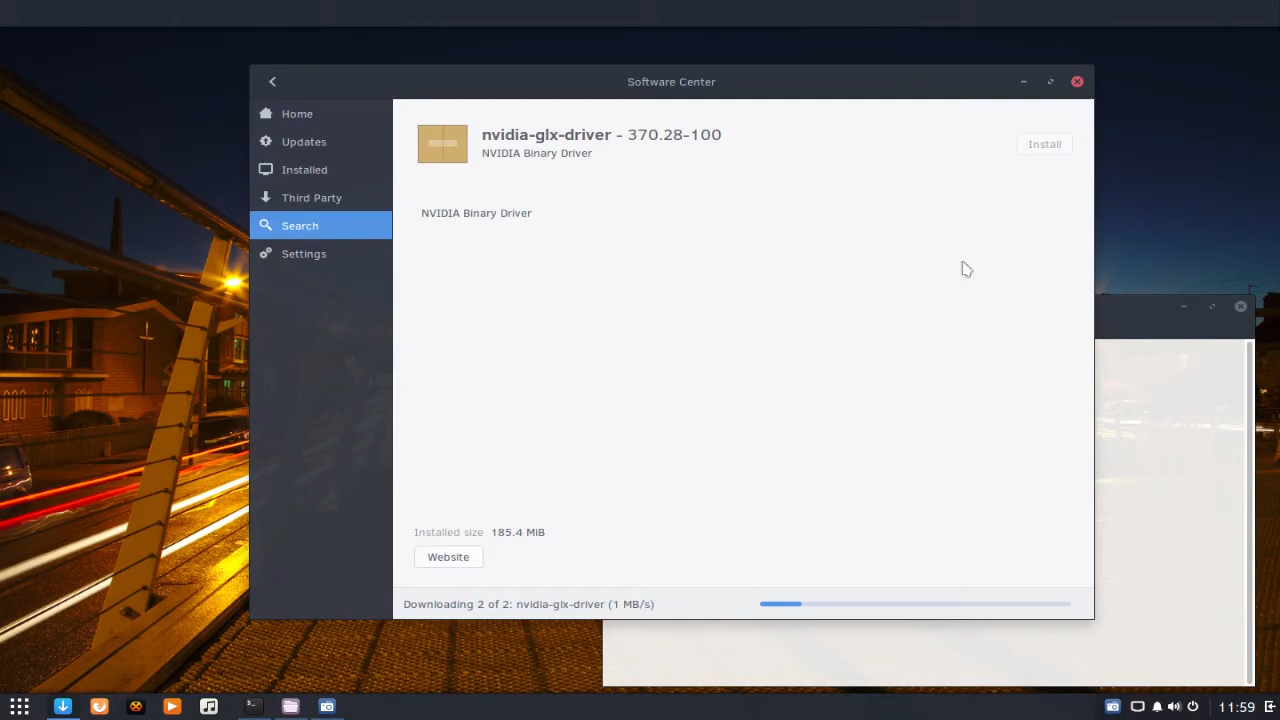 Software Center
Home
Updates
Installed
Third Party
Search
Settings
nvidia-glx-driver - 370.28-100
NVIDIA Binary Driver
Install
NVIDIA Binary Driver
Installed size 185.4 MiB
Website
Downloading 2 of 2: nvidia-glx-driver (1 MB/s)
11:59